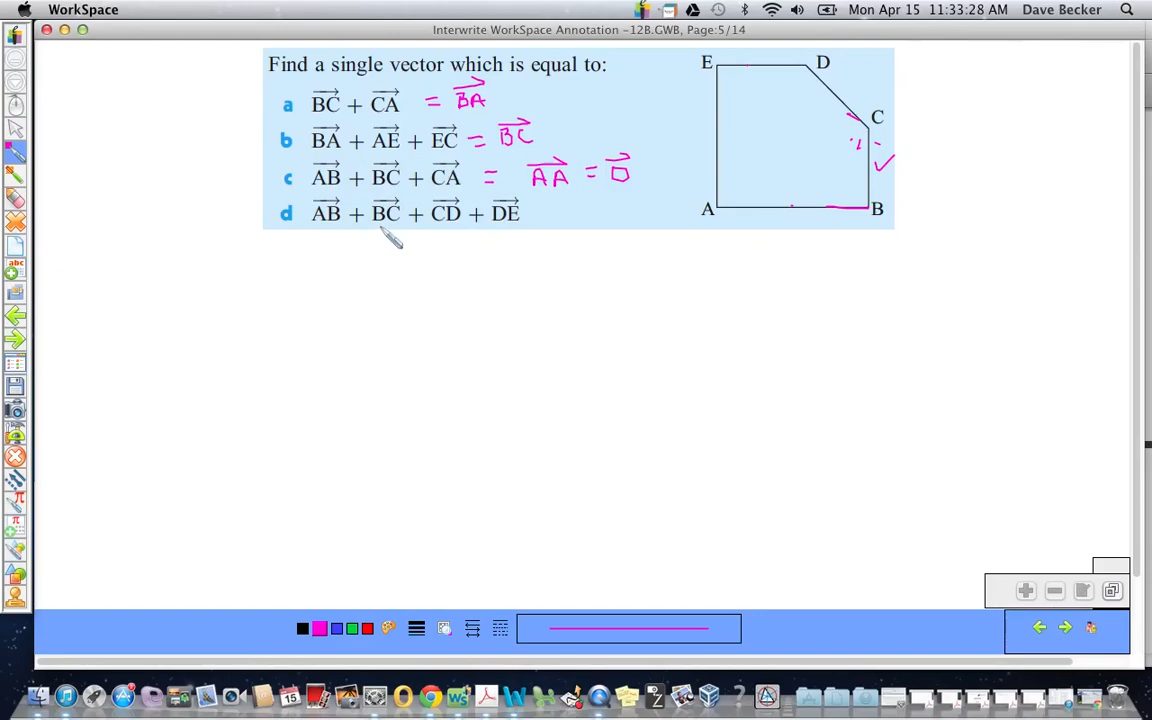 WorkSpace
Mon Apr 15 11:33:28 AM Dave Becker
Interwrite WorkSpace Annotation -12B.GWB, Page:5/14
Find a single vector which is equal to:
a BC + CA = BA
b BA + AE + EC = BC
c AB + BC + CA = AA = 0
d AB + BC + CD + DE
E
D
C
A
B
abc
π
π
15
W
W
Z
?